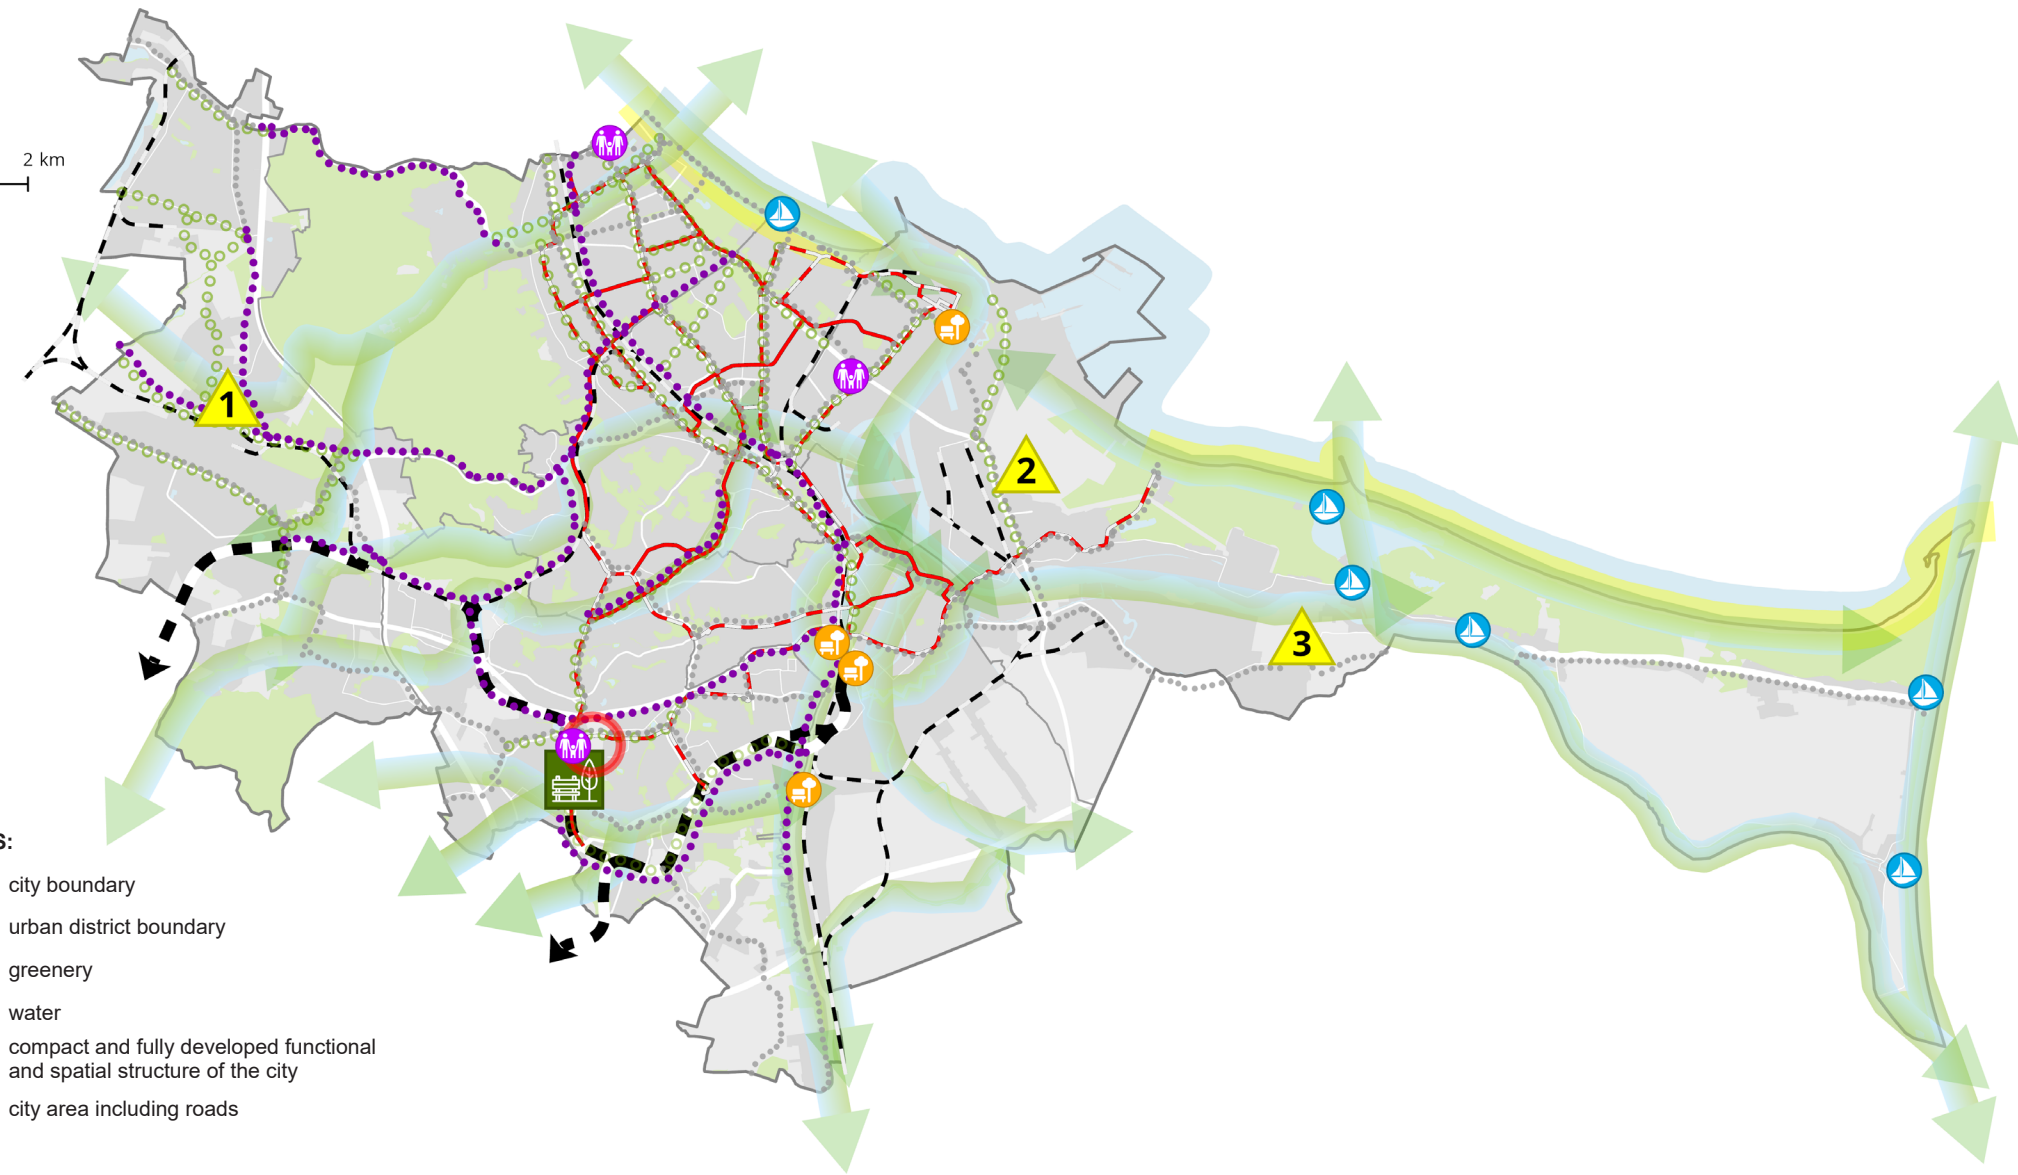 2 km
1
2
3
S:
city boundary
urban district boundary
greenery
water
compact and fully developed functional
and spatial structure of the city
city area including roads